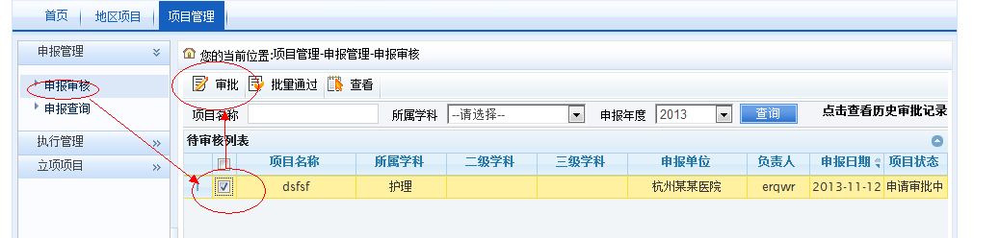 首页 地区项目 项目管理
申报管理
申报审核
申报查询
执行管理
立项项目
您的当前位置:项目管理-申报管理-申报审核
审批 批量通过 查看
项目名称 所属学科 --请选择-- 申报年度 2013 查询 点击查看历史审批记录
待审核列表
项目名称 所属学科 二级学科 三级学科 申报单位 负责人 申报日期 项目状态
1 dsfsf 护理 杭州某某医院 erqwr 2013-11-12 申请审批中